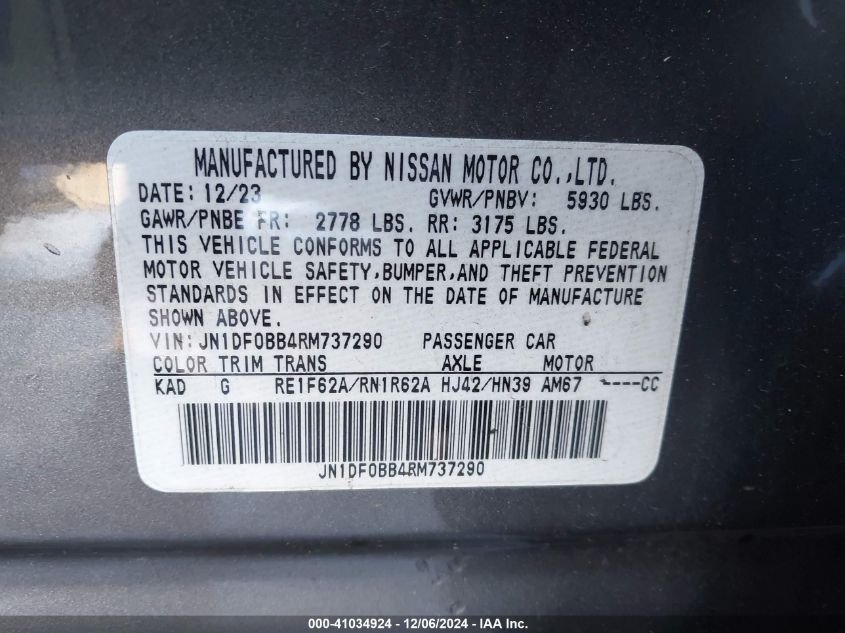 MANUFACTURED BY NISSAN MOTOR CO.,LTD.
DATE: 12/23 GVWR/PNBV: 5930 LBS.
GAWR/PNBE FR: 2778 LBS. RR: 3175 LBS.
THIS VEHICLE CONFORMS TO ALL APPLICABLE FEDERAL
MOTOR VEHICLE SAFETY,BUMPER,AND THEFT PREVENTION
STANDARDS IN EFFECT ON THE DATE OF MANUFACTURE
SHOWN ABOVE.
VIN:JN1DF0BB4RM737290 PASSENGER CAR
COLOR TRIM TRANS AXLE MOTOR
KAD G RE1F62A/RN1R62A HJ42/HN39 AM67 -----CC
JN1DF0BB4RM737290
000-41034924 - 12/06/2024 - IAA Inc.